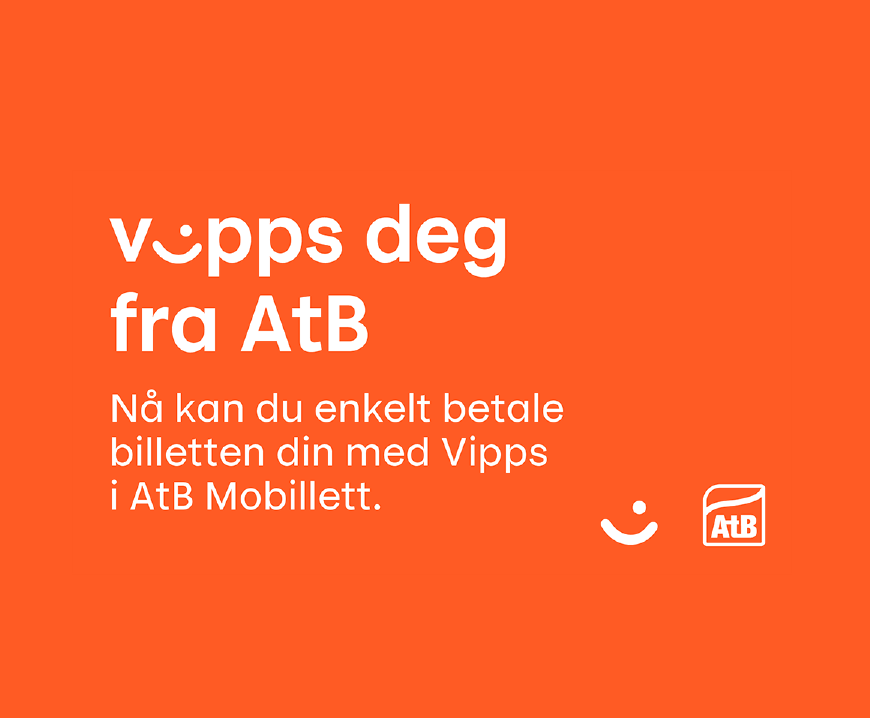 vipps deg
fra AtB
Nå kan du enkelt betale
billetten din med Vipps
i AtB Mobillett.
AtB